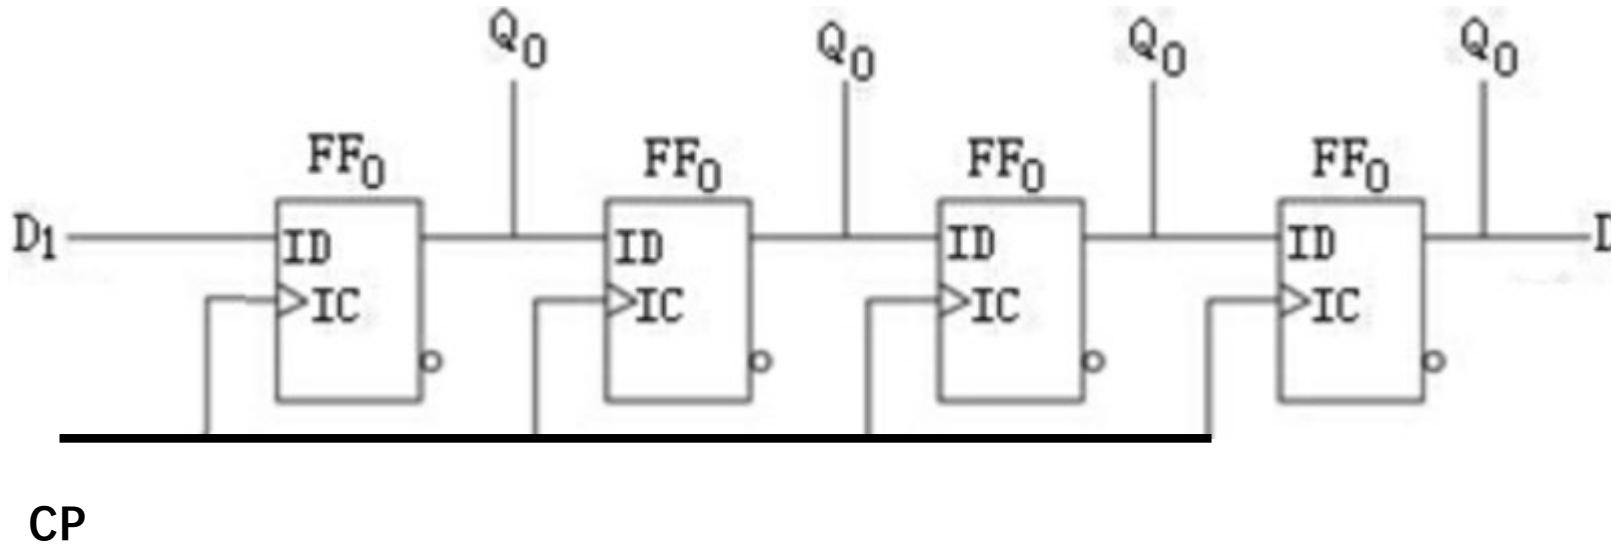 Q0 Q0 Q0 Q0
FF0 FF0 FF0 FF0
D1 ID ID ID ID D
IC IC IC IC
CP